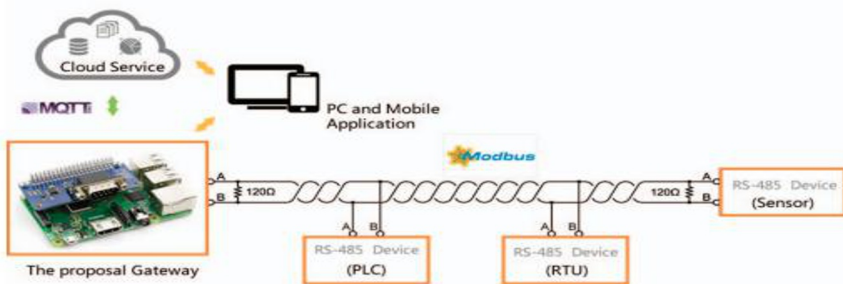 Cloud Service
MQTT
PC and Mobile
Application
Modbus
A
B
120Ω
120Ω
A
B
RS-485 Device
(Sensor)
A
B
A
B
RS-485 Device
(PLC)
RS-485 Device
(RTU)
The proposal Gateway